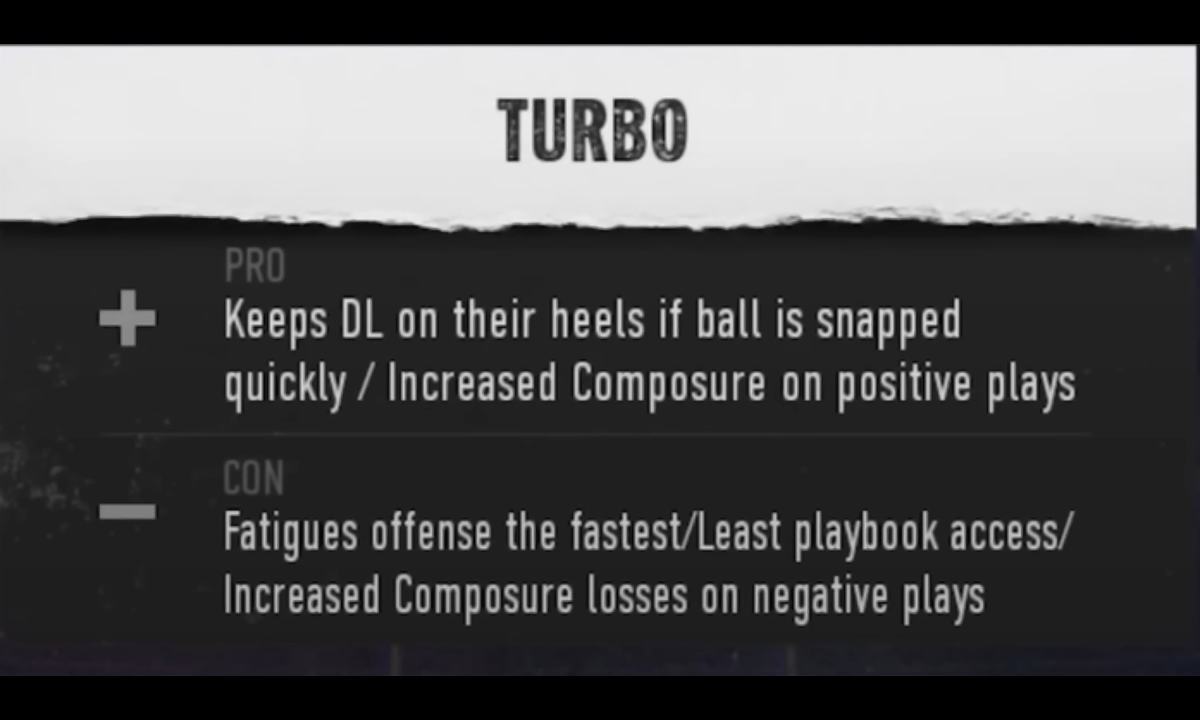 TURBO
PRO
Keeps DL on their heels if ball is snapped
quickly / Increased Composure on positive plays
CON
Fatigues offense the fastest/Least playbook access/
Increased Composure losses on negative plays